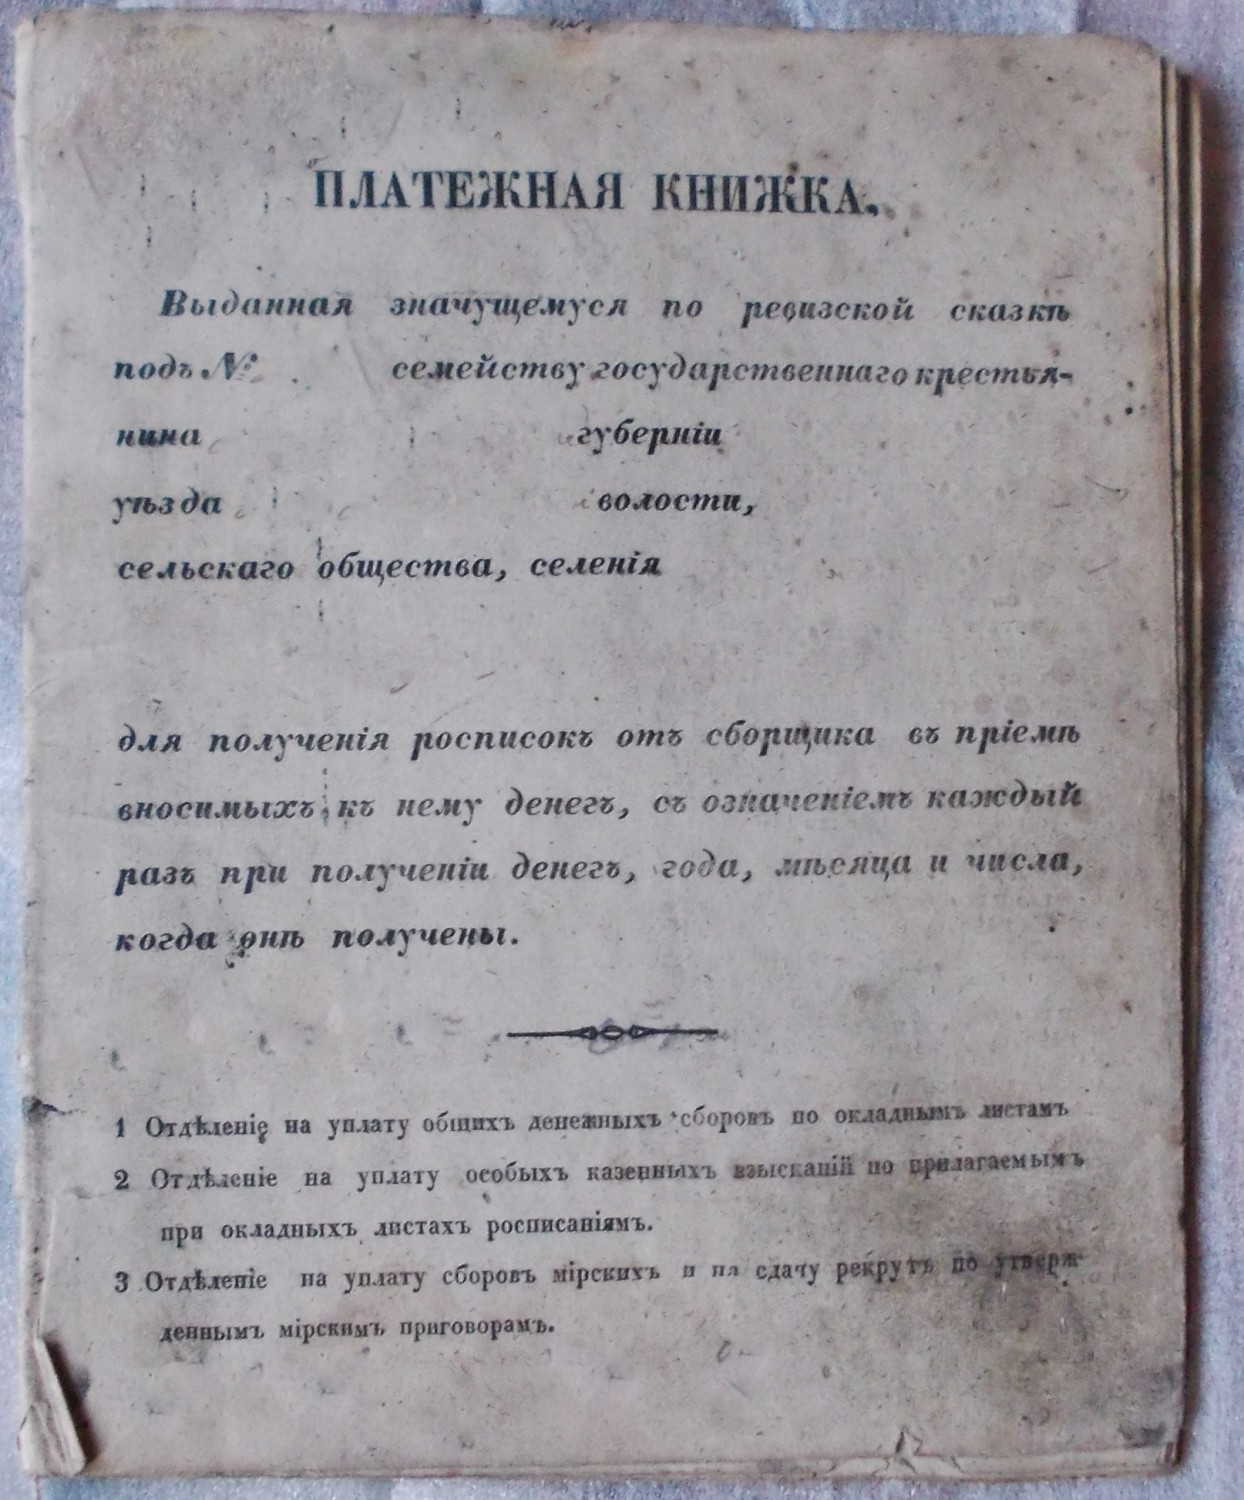 ПЛАТЕЖНАЯ КНИЖКА.
Выданная значущемуся по ревизской сказкѣ
подъ № семейству государственнаго крестья-
нина губерніи
уѣзда волости,
сельскаго общества, селенія
для полученія росписокъ отъ сборщика въ пріемѣ
вносимыхъ къ нему денегъ, съ означеніемъ каждый
разъ при полученіи денегъ, года, мѣсяца и числа,
когда онѣ получены.
1 Отдѣленіе на уплату общихъ денежныхъ сборовъ по окладнымъ листамъ
2 Отдѣленіе на уплату особыхъ казенныхъ взысканій по прилагаемымъ
при окладныхъ листахъ росписаніямъ.
3 Отдѣленіе на уплату сборовъ мірскихъ и на сдачу рекрутъ по утверж-
деннымъ мірскимъ приговорамъ.